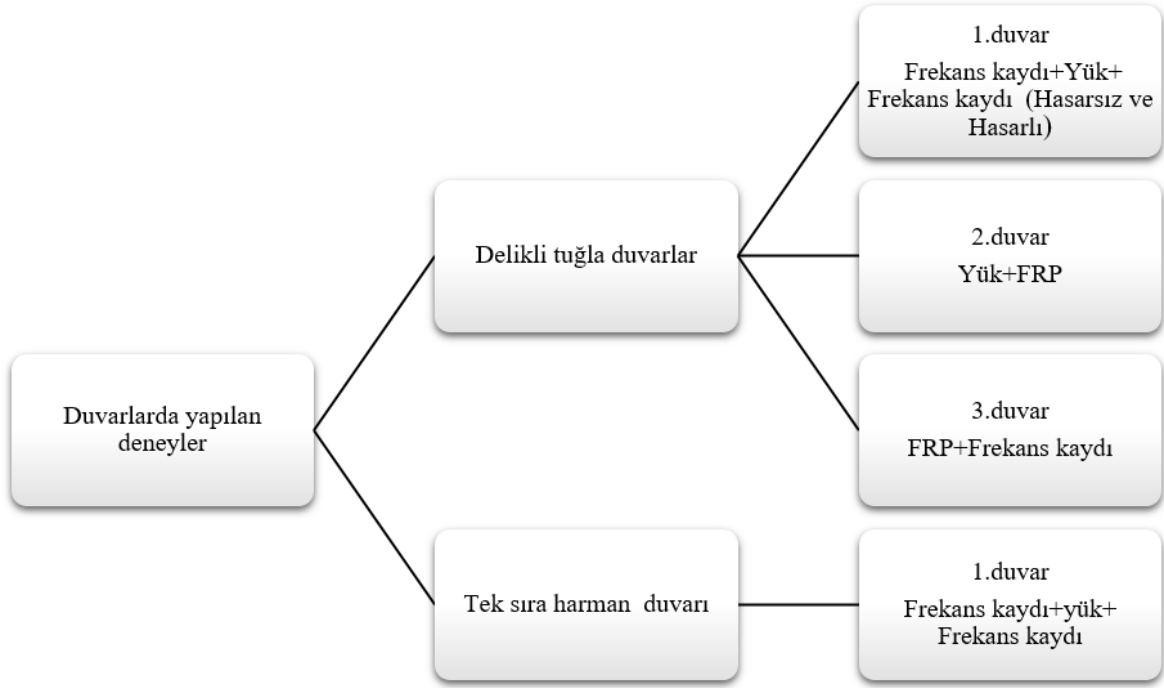 Duvarlarda yapılan
deneyler
Delikli tuğla duvarlar
1.duvar
Frekans kaydı+Yük+
Frekans kaydı (Hasarsız ve
Hasarlı)
2.duvar
Yük+FRP
3.duvar
FRP+Frekans kaydı
Tek sıra harman duvarı
1.duvar
Frekans kaydı+yük+
Frekans kaydı